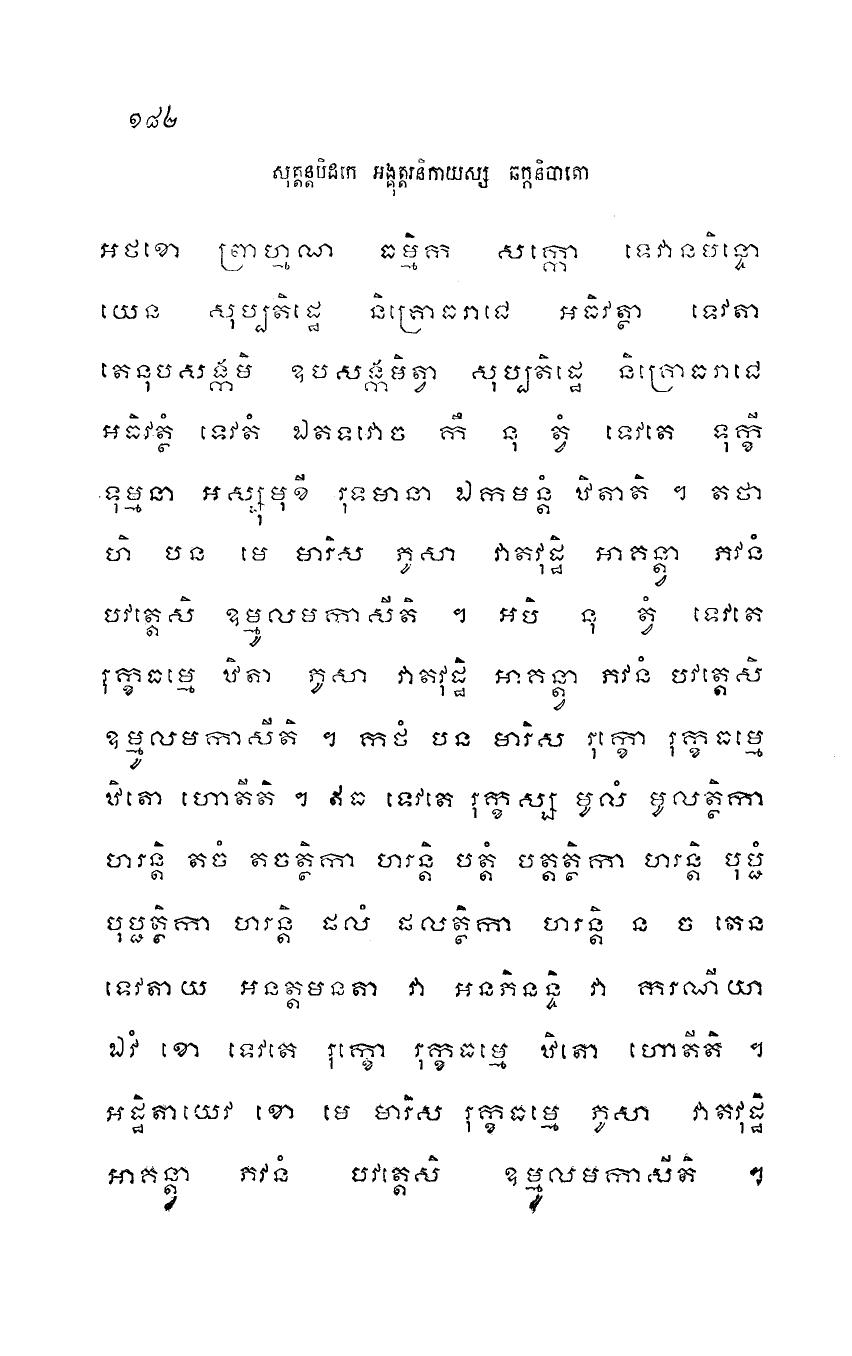 ១៨២
សុត្តន្តបិដកេ អង្គុត្តរនិកាយស្ស ឆក្កនិបាតោ
អថខោ ព្រាហ្មណ ធម្មិក សក្កោ ទេវានមិន្ទោ
យេន សុប្បតិដ្ឋេ និគ្រោធរាជេ អធិវត្ថា ទេវតា
តេនុបសង្កមិ ឧបសង្កមិត្វា សុប្បតិដ្ឋេ និគ្រោធរាជេ
អធិវត្ថំ ទេវតំ ឯតទវោច កឹ នុ ត្វំ ទេវតេ ទុក្ខី
ទុម្មនា អស្សុមុខី រុទមានា ឯកមន្តំ ឋិតាតិ ។ តថា
ហិ បន មេ មារិស ភូសា វាតវុដ្ឋិ អាគន្ត្វា ភវនំ
បវត្តេសិ ឧម្មូលមកាសីតិ ។ អបិ នុ ត្វំ ទេវតេ
រុក្ខធម្មេ ឋិតា ភូសា វាតវុដ្ឋិ អាគន្ត្វា ភវនំ បវត្តេសិ
ឧម្មូលមកាសីតិ ។ កថំ បន មារិស រុក្ខោ រុក្ខធម្មេ
ឋិតោ ហោតីតិ ។ ឥធ ទេវតេ រុក្ខស្ស មូលំ មូលត្ថិកា
ហរន្តិ តចំ តចត្ថិកា ហរន្តិ បត្តំ បត្តត្ថិកា ហរន្តិ បុប្ផំ
បុប្ផត្ថិកា ហរន្តិ ផលំ ផលត្ថិកា ហរន្តិ ន ច តេន
ទេវតាយ អនត្តមនតា វា អនភិនន្ទិ វា ករណីយា
ឯវំ ខោ ទេវតេ រុក្ខោ រុក្ខធម្មេ ឋិតោ ហោតីតិ ។
អដ្ឋិតាយេវ ខោ មេ មារិស រុក្ខធម្មេ ភូសា វាតវុដ្ឋិ
អាគន្ត្វា ភវនំ បវត្តេសិ ឧម្មូលមកាសីតិ ។